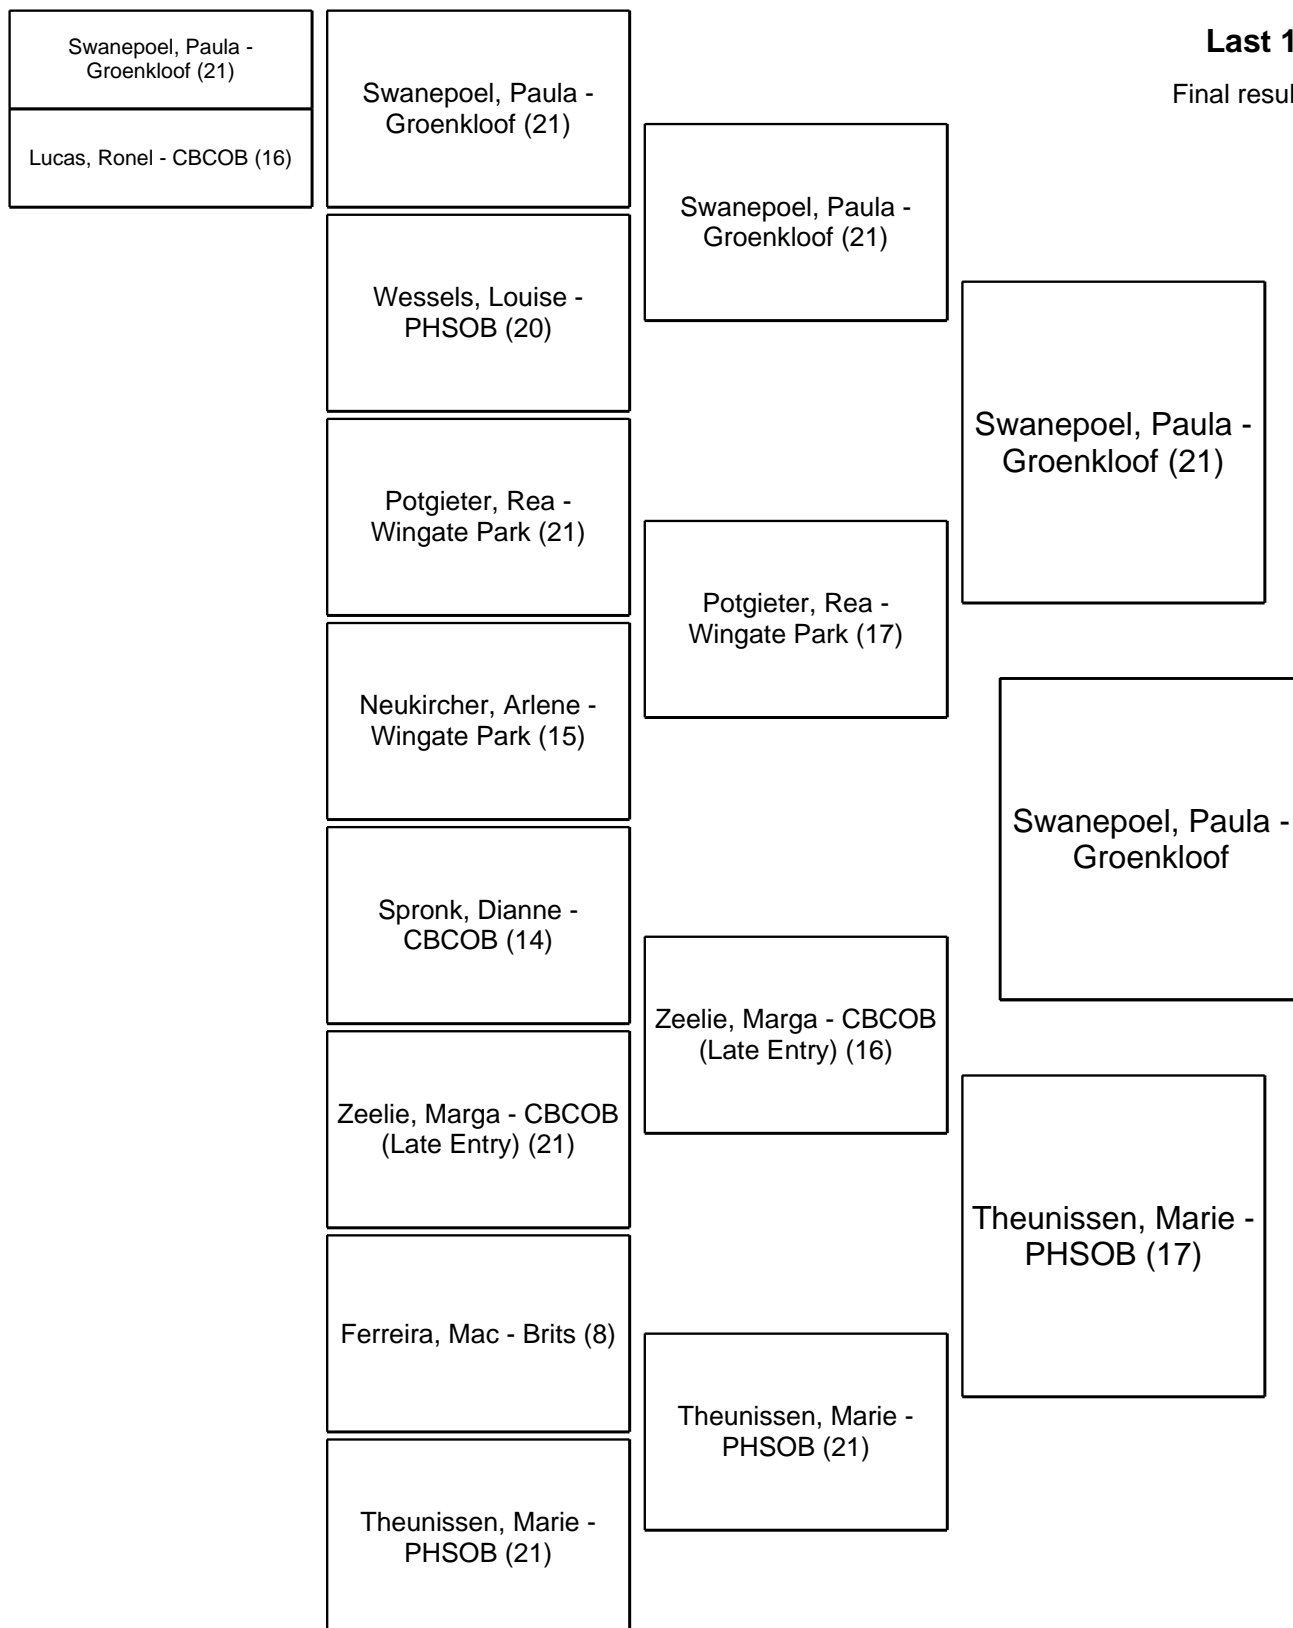 Swanepoel, Paula -
Groenkloof (21)
Lucas, Ronel - CBCOB (16)
Swanepoel, Paula -
Groenkloof (21)
Wessels, Louise -
PHSOB (20)
Potgieter, Rea -
Wingate Park (21)
Neukircher, Arlene -
Wingate Park (15)
Spronk, Dianne -
CBCOB (14)
Zeelie, Marga - CBCOB
(Late Entry) (21)
Ferreira, Mac - Brits (8)
Theunissen, Marie -
PHSOB (21)
Swanepoel, Paula -
Groenkloof (21)
Potgieter, Rea -
Wingate Park (17)
Zeelie, Marga - CBCOB
(Late Entry) (16)
Theunissen, Marie -
PHSOB (21)
Last 1
Final resul
Swanepoel, Paula -
Groenkloof (21)
Swanepoel, Paula -
Groenkloof
Theunissen, Marie -
PHSOB (17)